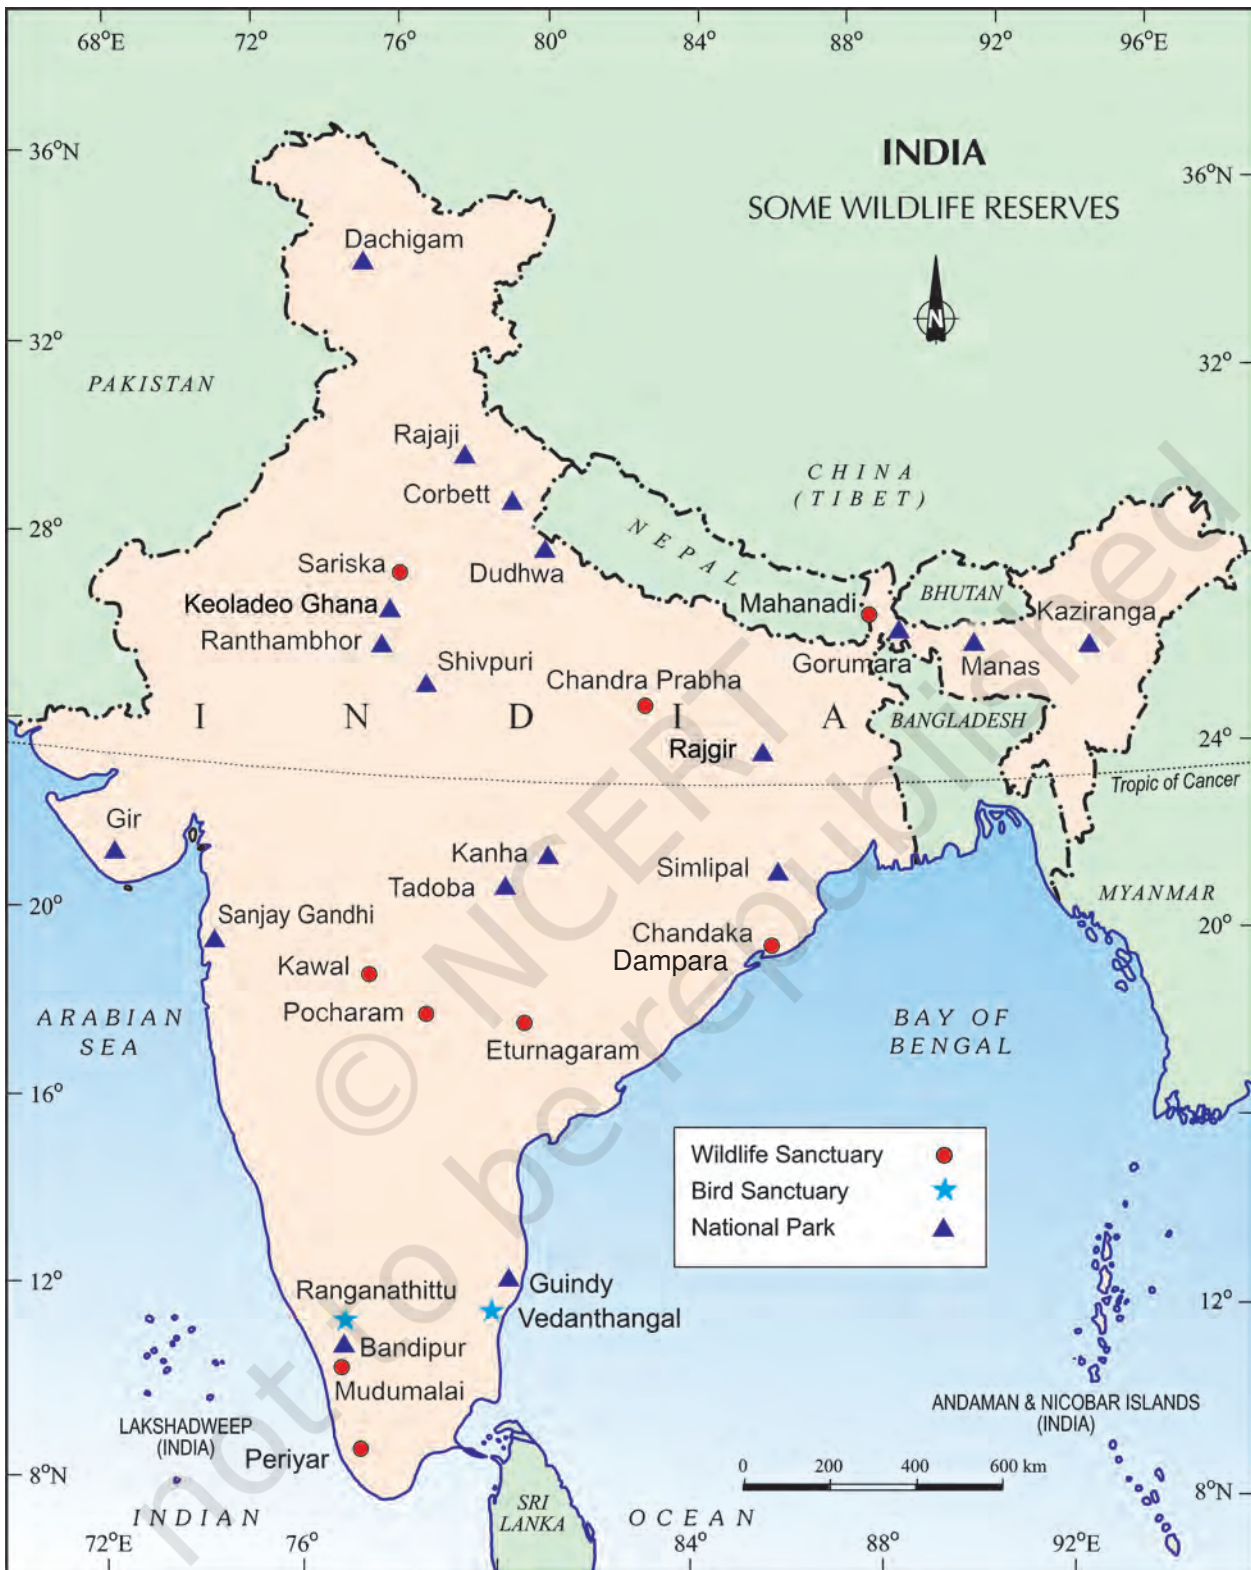 68°E 72° 76° 80° 84° 88° 92° 96°E
36°N
INDIA
SOME WILDLIFE RESERVES
36°N
Dachigam
N
32°
32°
PAKISTAN
Rajaji
Corbett
CHINA
(TIBET)
28°
28°
NEPAL
Sariska
Dudhwa
Keoladeo Ghana
Mahanadi
BHUTAN
Kaziranga
Ranthambhor
Shivpuri
Gorumara
Manas
Chandra Prabha
I N D I A
BANGLADESH
Rajgir
24°
Tropic of Cancer
Gir
Kanha
Tadoba
Simlipal
MYANMAR
20°
20°
Sanjay Gandhi
Chandaka
Dampara
Kawal
Pocharam
Eturnagaram
ARABIAN
SEA
BAY OF
BENGAL
16°
Wildlife Sanctuary
Bird Sanctuary
National Park
12°
12°
Ranganathittu
Guindy
Vedanthangal
Bandipur
Mudumalai
Periyar
LAKSHADWEEP
(INDIA)
ANDAMAN & NICOBAR ISLANDS
(INDIA)
0 200 400 600 km
8°N
8°N
INDIAN OCEAN
SRI
LANKA
72°E 76° 84° 88° 92°E
© NCERT
not to be republished